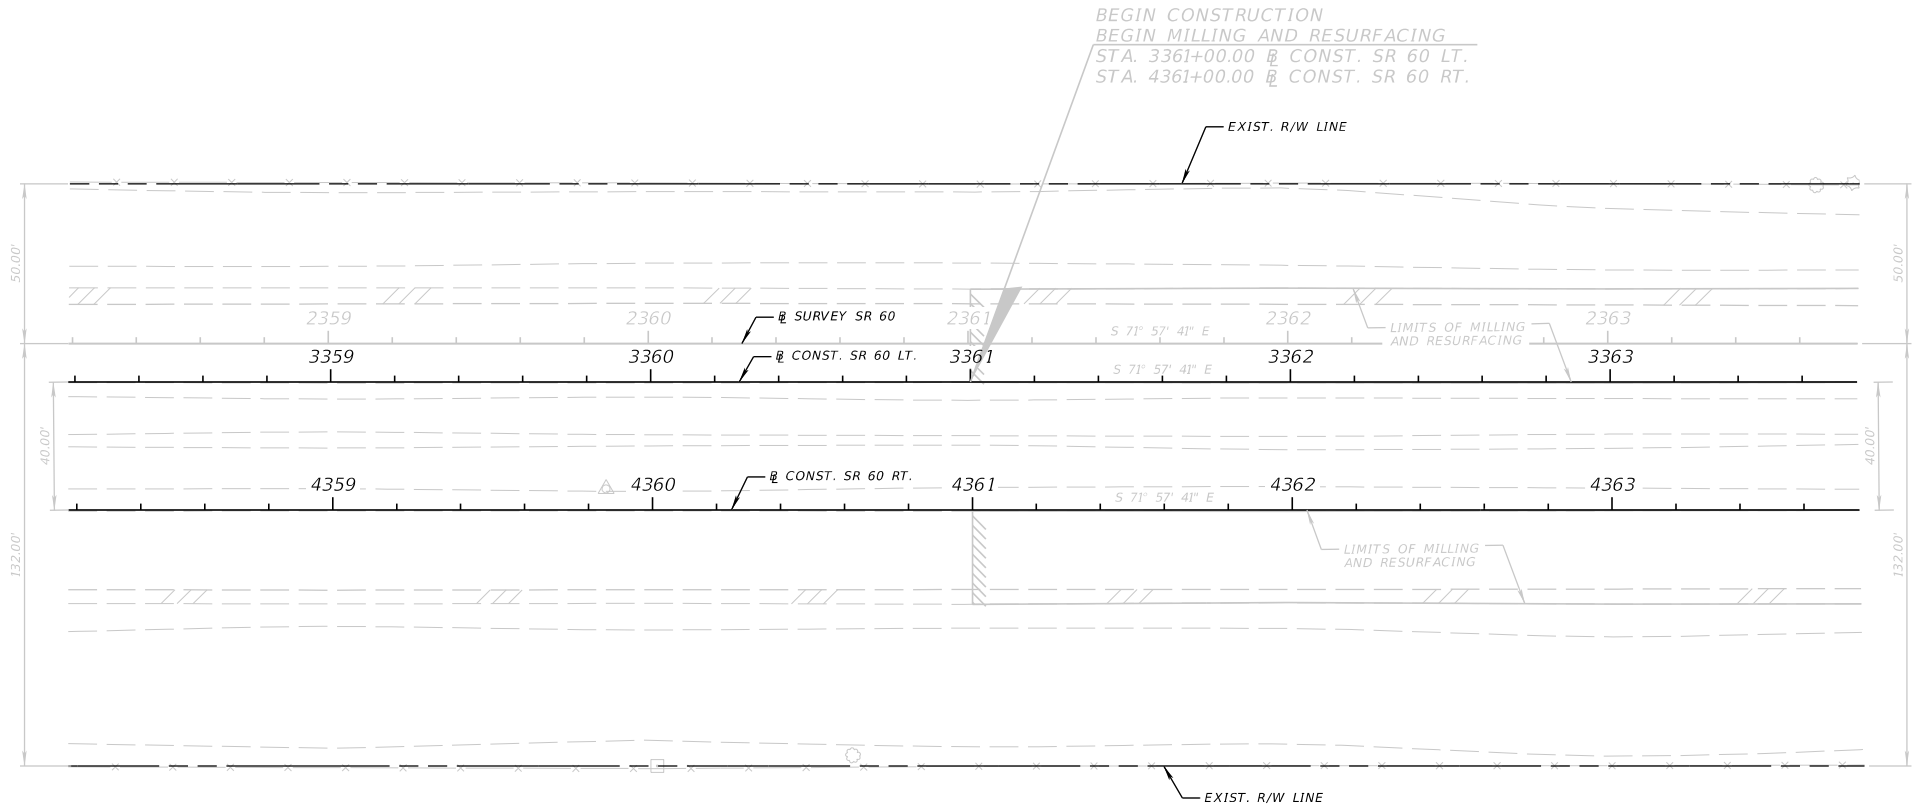 BEGIN CONSTRUCTION
BEGIN MILLING AND RESURFACING
STA. 3361+00.00 ℄ CONST. SR 60 LT.
STA. 4361+00.00 ℄ CONST. SR 60 RT.
EXIST. R/W LINE
50.00'
50.00'
2359
2360
2361
2362
2363
℄ SURVEY SR 60
S 71° 57' 41" E
LIMITS OF MILLING
AND RESURFACING
3359
3360
3361
3362
3363
℄ CONST. SR 60 LT.
S 71° 57' 41" E
40.00'
40.00'
℄ CONST. SR 60 RT.
4359
4360
4361
4362
4363
S 71° 57' 41" E
132.00'
132.00'
LIMITS OF MILLING
AND RESURFACING
EXIST. R/W LINE